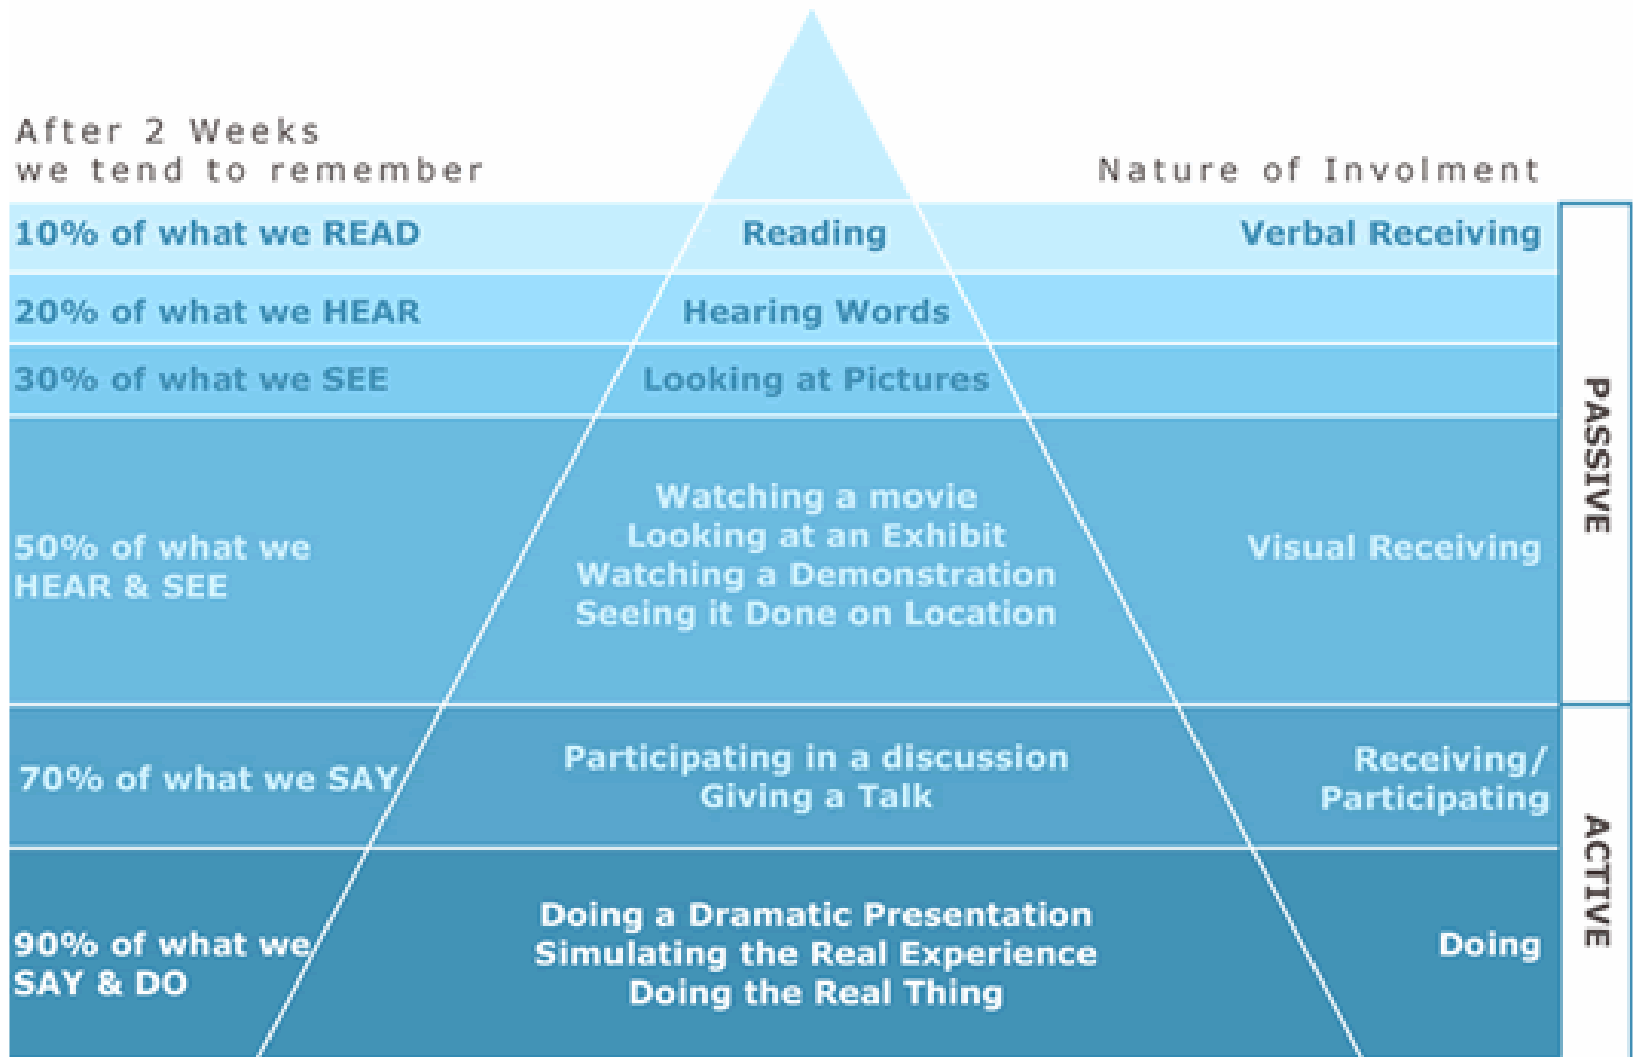 After 2 Weeks
we tend to remember
Nature of Involment
10% of what we READ
Reading
Verbal Receiving
20% of what we HEAR
Hearing Words
30% of what we SEE
Looking at Pictures
50% of what we
HEAR & SEE
Watching a movie
Looking at an Exhibit
Watching a Demonstration
Seeing it Done on Location
Visual Receiving
PASSIVE
70% of what we SAY
Participating in a discussion
Giving a Talk
Receiving/
Participating
90% of what we
SAY & DO
Doing a Dramatic Presentation
Simulating the Real Experience
Doing the Real Thing
Doing
ACTIVE